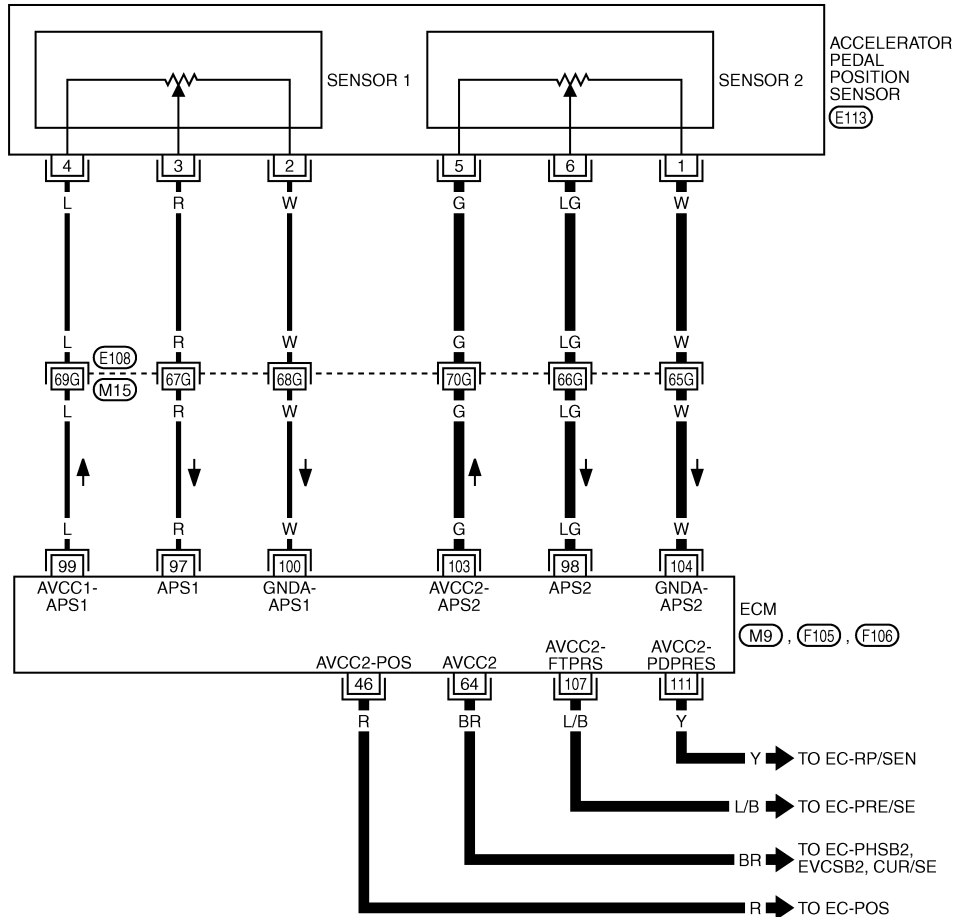 SENSOR 1
SENSOR 2
ACCELERATOR
PEDAL
POSITION
SENSOR
E113
4 3 2 5 6 1
L R W G LG W
L R W G LG W
E108
69G 67G 68G 70G 66G 65G
M15
L R W G LG W
L R W G LG W
99 97 100 103 98 104
AVCC1-
APS1
APS1
GNDA-
APS1
AVCC2-
APS2
APS2
GNDA-
APS2
ECM
M9 , F105 , F106
AVCC2-POS
AVCC2
AVCC2-
FTPRS
AVCC2-
PDPRES
46 64 107 111
R BR L/B Y
Y TO EC-RP/SEN
L/B TO EC-PRE/SE
BR TO EC-PHSB2,
EVCSB2, CUR/SE
R TO EC-POS